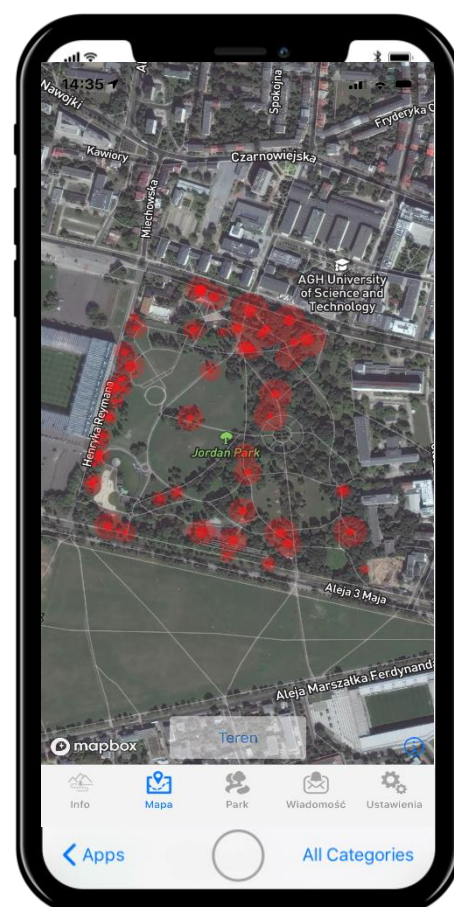 14:35
Nawojki
Spokojna
Fryderyka C
Kawiory
Czarnowiejska
Miechowska
AGH University
of Science and
Technology
Henryka Reymana
Jordan Park
Aleja 3 Maja
Aleja Marszałka Ferdynanda
mapbox
Teren
Info
Mapa
Park
Wiadomość
Ustawienia
Apps
All Categories